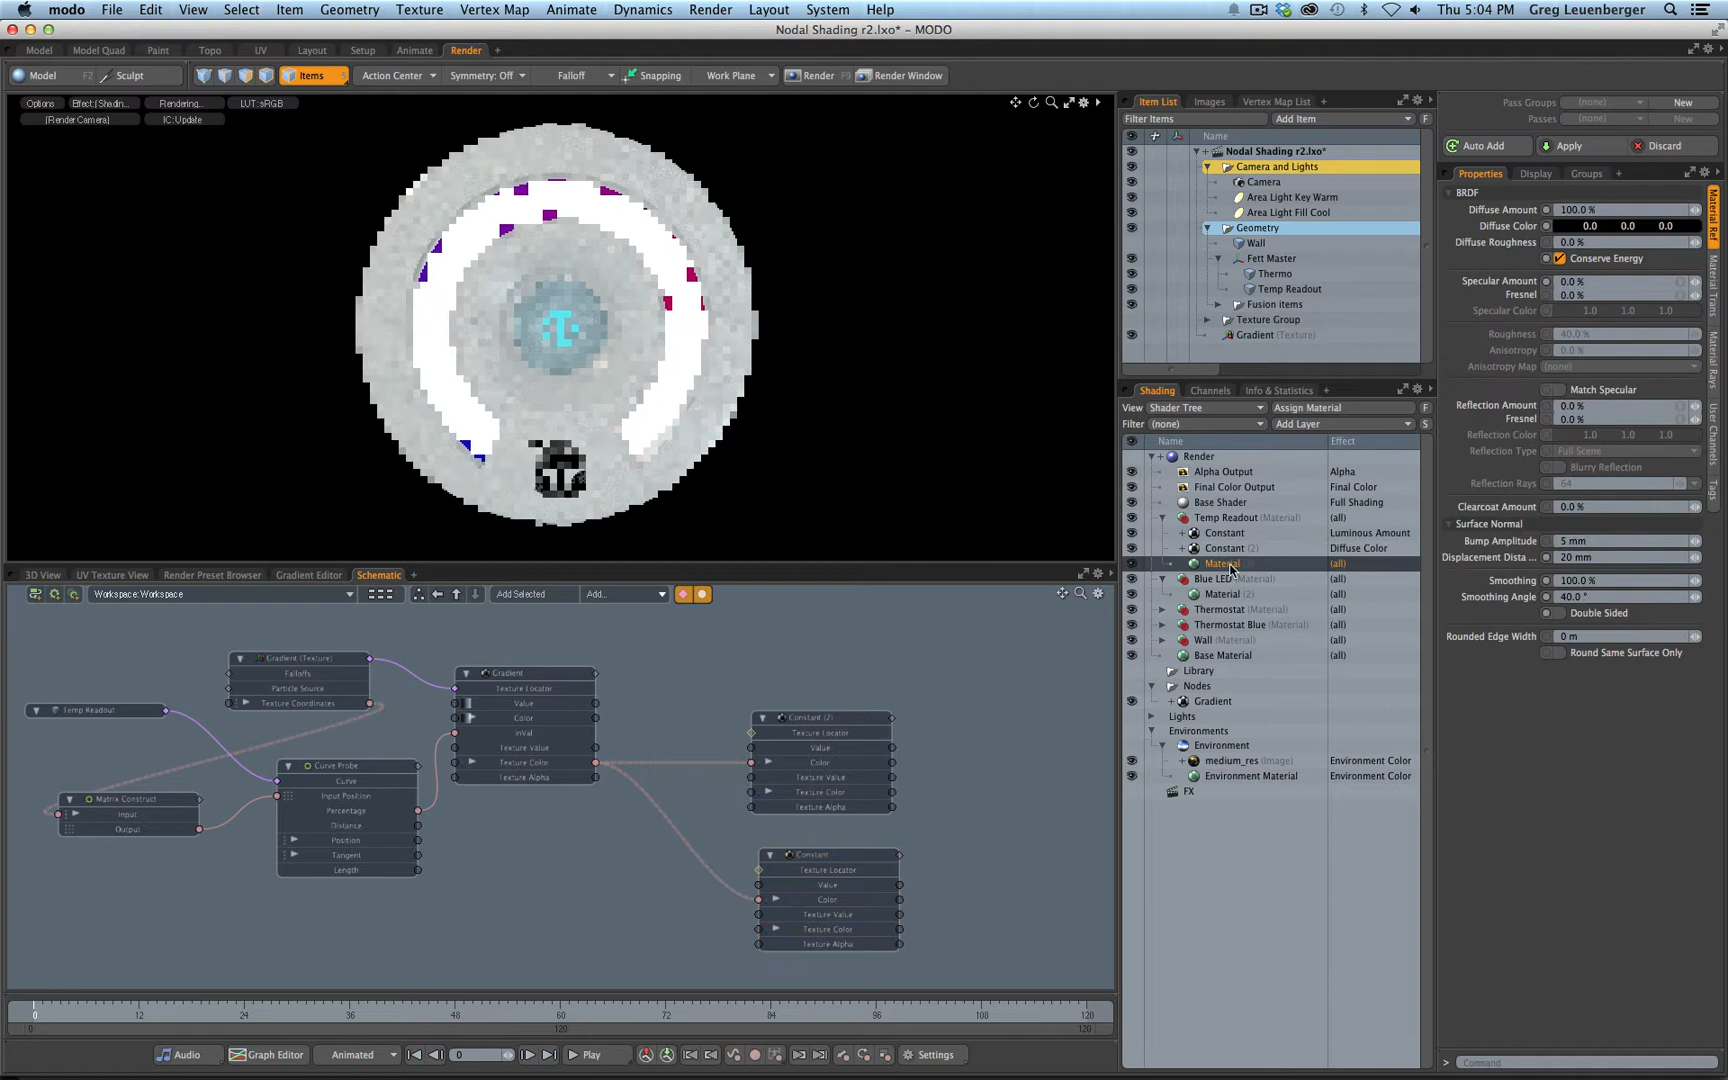 modo File Edit View Select Item Geometry Texture Vertex Map Animate Dynamics Render Layout System Help Thu 5:04 PM Greg Leuenberger
Nodal Shading r2.lxo* – MODO
Model Model Quad Paint Topo UV Layout Setup Animate Render +
Model F2 Sculpt Items 5 Action Center Symmetry: Off Falloff Snapping Work Plane Render F9 Render Window
Options Effect:(Shadin... Rendering... LUT: sRGB
(RenderCamera) IC:Update
Item List Images Vertex Map List +
Filter Items Add Item F
Name
Nodal Shading r2.lxo*
Camera and Lights
Camera
Area Light Key Warm
Area Light Fill Cool
Geometry
Wall
Fett Master
Thermo
Temp Readout
Fusion items
Texture Group
Gradient (Texture)
Shading Channels Info & Statistics +
View Shader Tree Assign Material F
Filter (none) Add Layer S
Name Effect
Render
Alpha Output Alpha
Final Color Output Final Color
Base Shader Full Shading
Temp Readout (Material) (all)
Constant Luminous Amount
Constant (2) Diffuse Color
Material (all)
Blue LED (Material) (all)
Material (2) (all)
Thermostat (Material) (all)
Thermostat Blue (Material) (all)
Wall (Material) (all)
Base Material (all)
Library
Nodes
Gradient
Lights
Environments
Environment
medium_res (Image) Environment Color
Environment Material Environment Color
FX
Pass Groups (none) New
Passes (none) New
Auto Add Apply Discard
Properties Display Groups +
BRDF
Diffuse Amount 100.0 %
Diffuse Color 0.0 0.0 0.0
Diffuse Roughness 0.0 %
Conserve Energy
Specular Amount 0.0 %
Fresnel 0.0 %
Specular Color 1.0 1.0 1.0
Roughness 40.0 %
Anisotropy 0.0 %
Anisotropy Map (none)
Match Specular
Reflection Amount 0.0 %
Fresnel 0.0 %
Reflection Color 1.0 1.0 1.0
Reflection Type Full Scene
Blurry Reflection
Reflection Rays 64
Clearcoat Amount 0.0 %
Surface Normal
Bump Amplitude 5 mm
Displacement Dista ... 20 mm
Smoothing 100.0 %
Smoothing Angle 40.0 °
Double Sided
Rounded Edge Width 0 m
Round Same Surface Only
Material Ref
Material Trans
Material Rays
User Channels
Tags
3D View UV Texture View Render Preset Browser Gradient Editor Schematic +
Workspace:Workspace Add Selected Add...
Gradient (Texture)
Falloffs
Particle Source
Texture Coordinates
Temp Readout
Matrix Construct
Input
Output
Curve Probe
Curve
Input Position
Percentage
Distance
Position
Tangent
Length
Gradient
Texture Locator
Value
Color
inVal
Texture Value
Texture Color
Texture Alpha
Constant (2)
Texture Locator
Value
Color
Texture Value
Texture Color
Texture Alpha
Constant
Texture Locator
Value
Color
Texture Value
Texture Color
Texture Alpha
0 12 24 36 48 60 72 84 96 108 120
0 120 120
Audio Graph Editor Animated 0 Play Settings
> Command